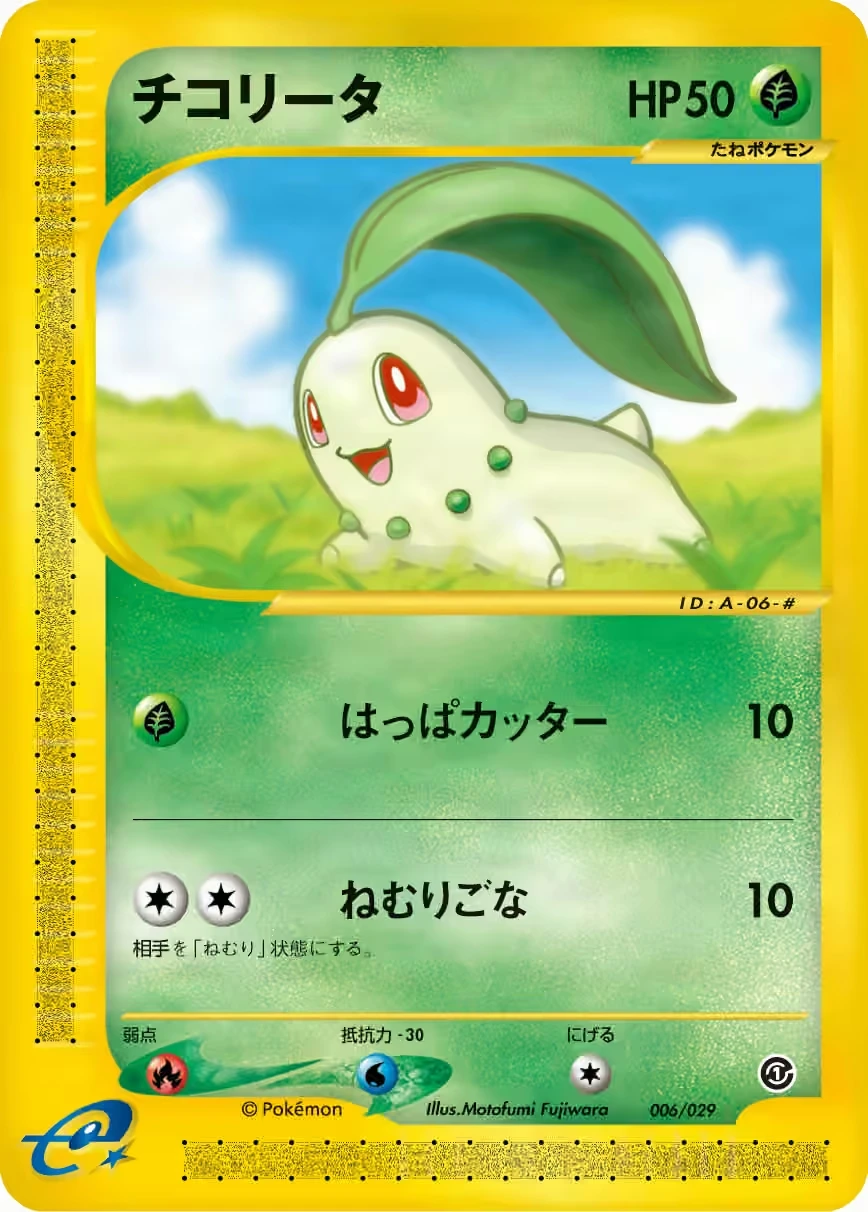 チコリータ HP50
たねポケモン
ID : A-06-#
はっぱカッター 10
ねむりごな 10
相手を「ねむり」状態にする。
弱点 抵抗力 -30 にげる
© Pokémon Illus.Motofumi Fujiwara 006/029
1
e